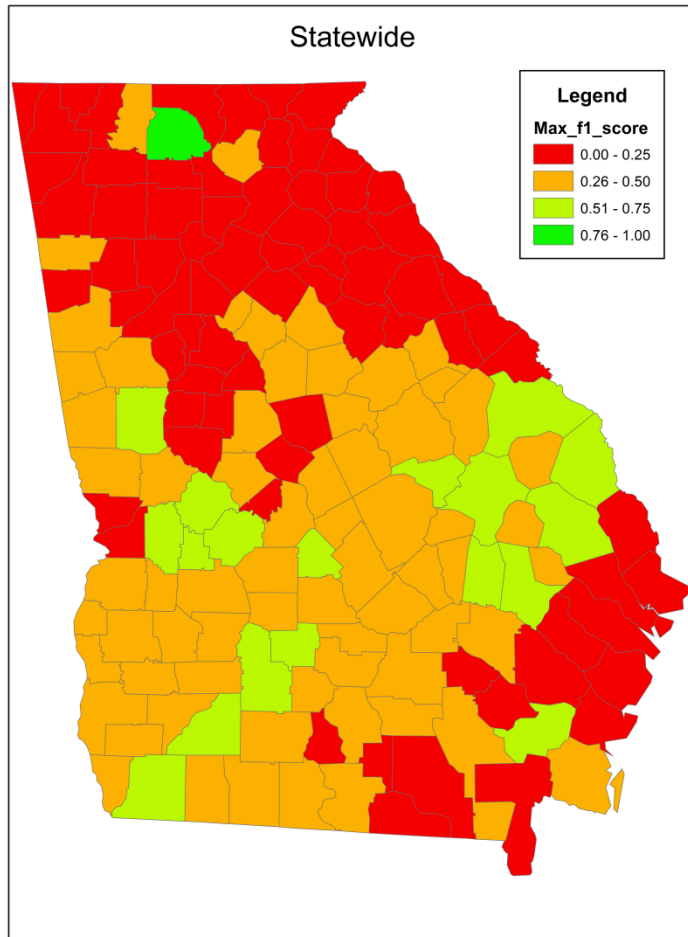 Statewide
Legend
Max_f1_score
0.00 - 0.25
0.26 - 0.50
0.51 - 0.75
0.76 - 1.00